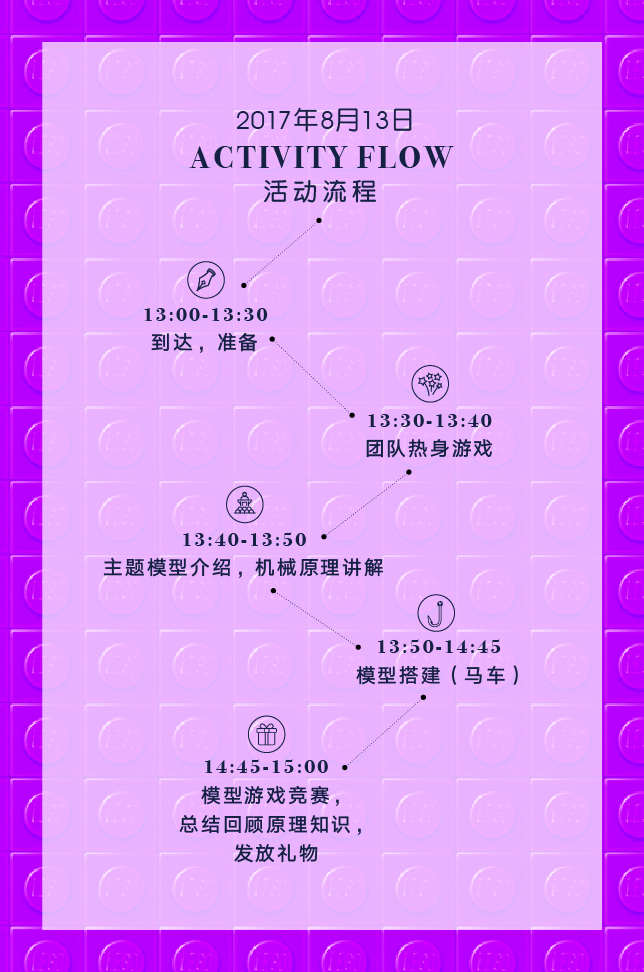 2017年8月13日
ACTIVITY FLOW
活动流程
13:00-13:30
到达，准备
13:30-13:40
团队热身游戏
13:40-13:50
主题模型介绍，机械原理讲解
13:50-14:45
模型搭建（马车）
14:45-15:00
模型游戏竞赛，
总结回顾原理知识，
发放礼物